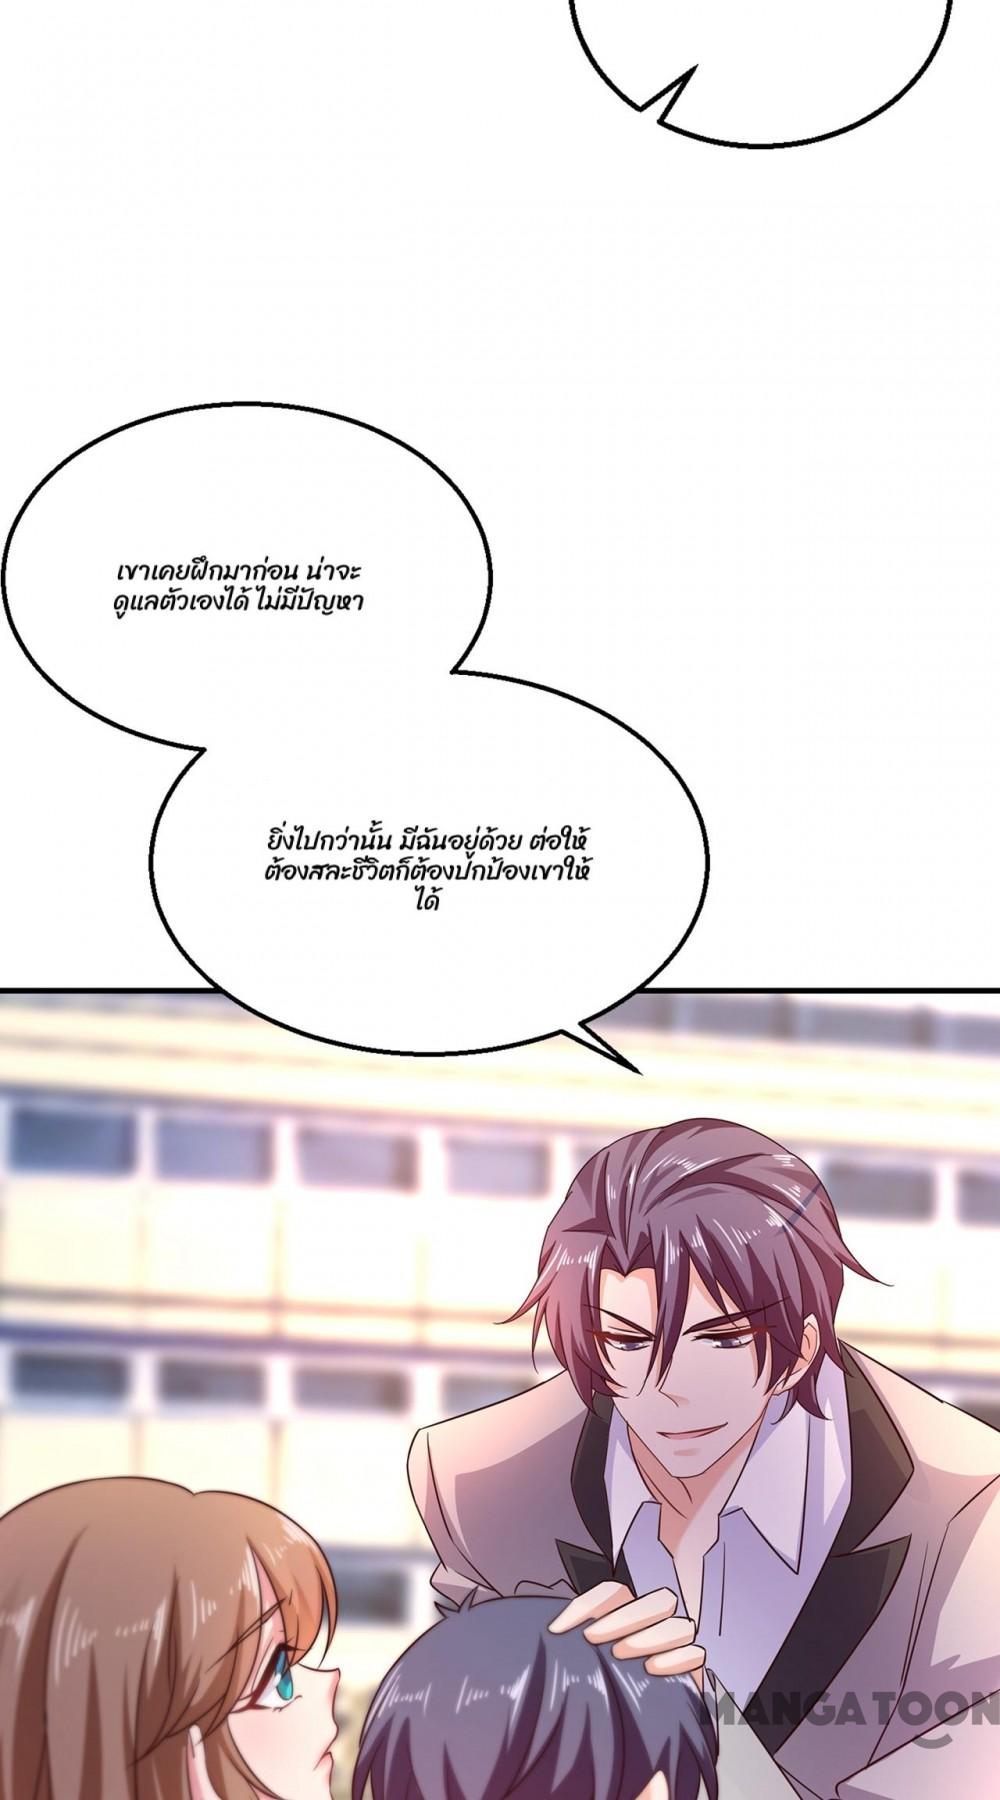 เขาเคยฝึกมาก่อน น่าจะ
ดูแลตัวเองได้ ไม่มีปัญหา
ยิ่งไปกว่านั้น มีฉันอยู่ด้วย ต่อให้
ต้องสละชีวิตก็ต้องปกป้องเขาให้
ได้
MANGATOON